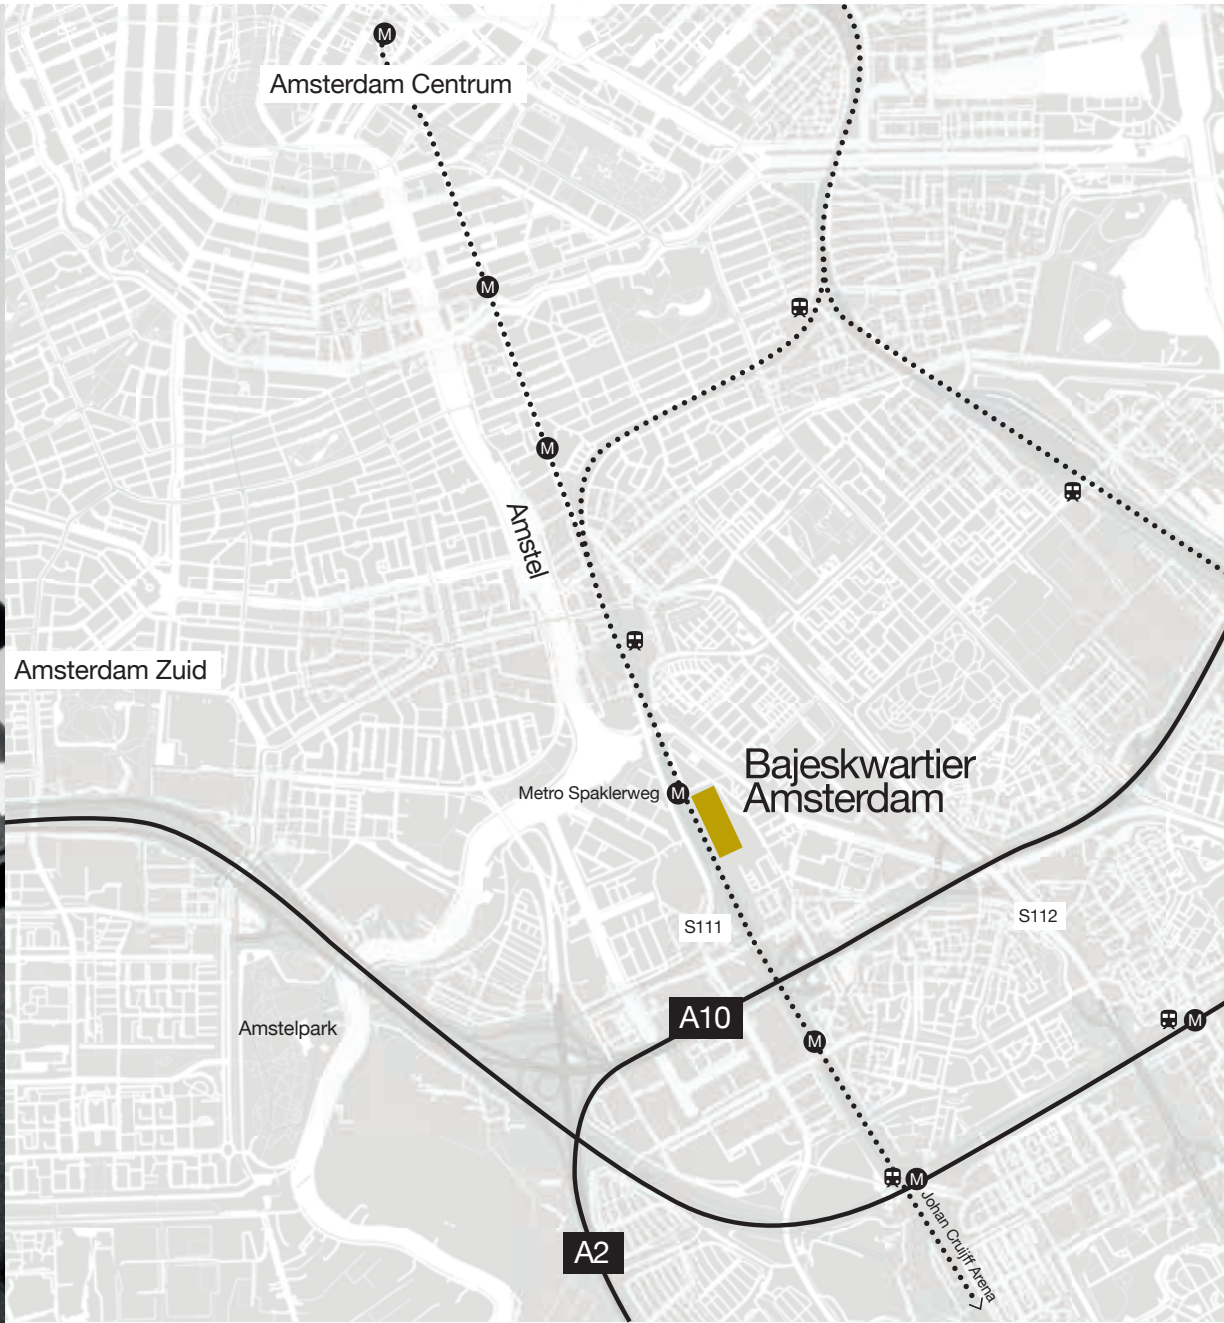 M
Amsterdam Centrum
M
M
Amstel
Amsterdam Zuid
Bajeskwartier
Amsterdam
Metro Spaklerweg M
S111
S112
A10
Amstelpark
M
M
M
Johan Cruijff Arena
A2